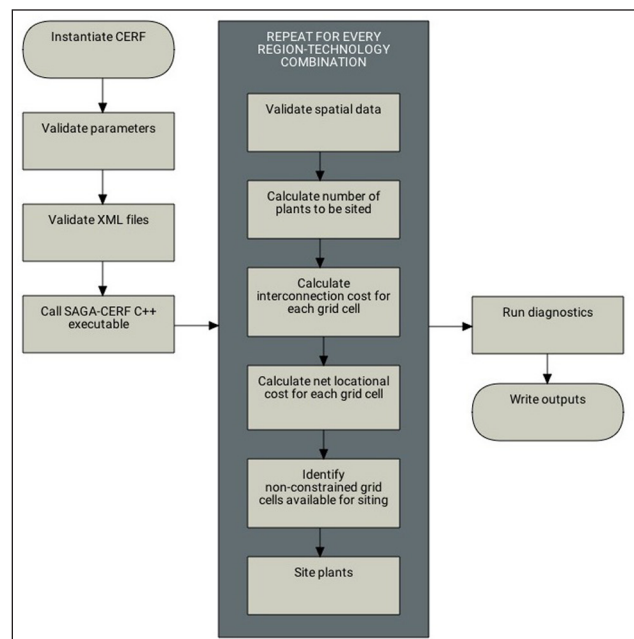 Instantiate CERF
Validate parameters
Validate XML files
Call SAGA-CERF C++
executable
REPEAT FOR EVERY
REGION-TECHNOLOGY
COMBINATION
Validate spatial data
Calculate number of
plants to be sited
Calculate
interconnection cost for
each grid cell
Calculate net locational
cost for each grid cell
Identify
non-constrained grid
cells available for siting
Site plants
Run diagnostics
Write outputs